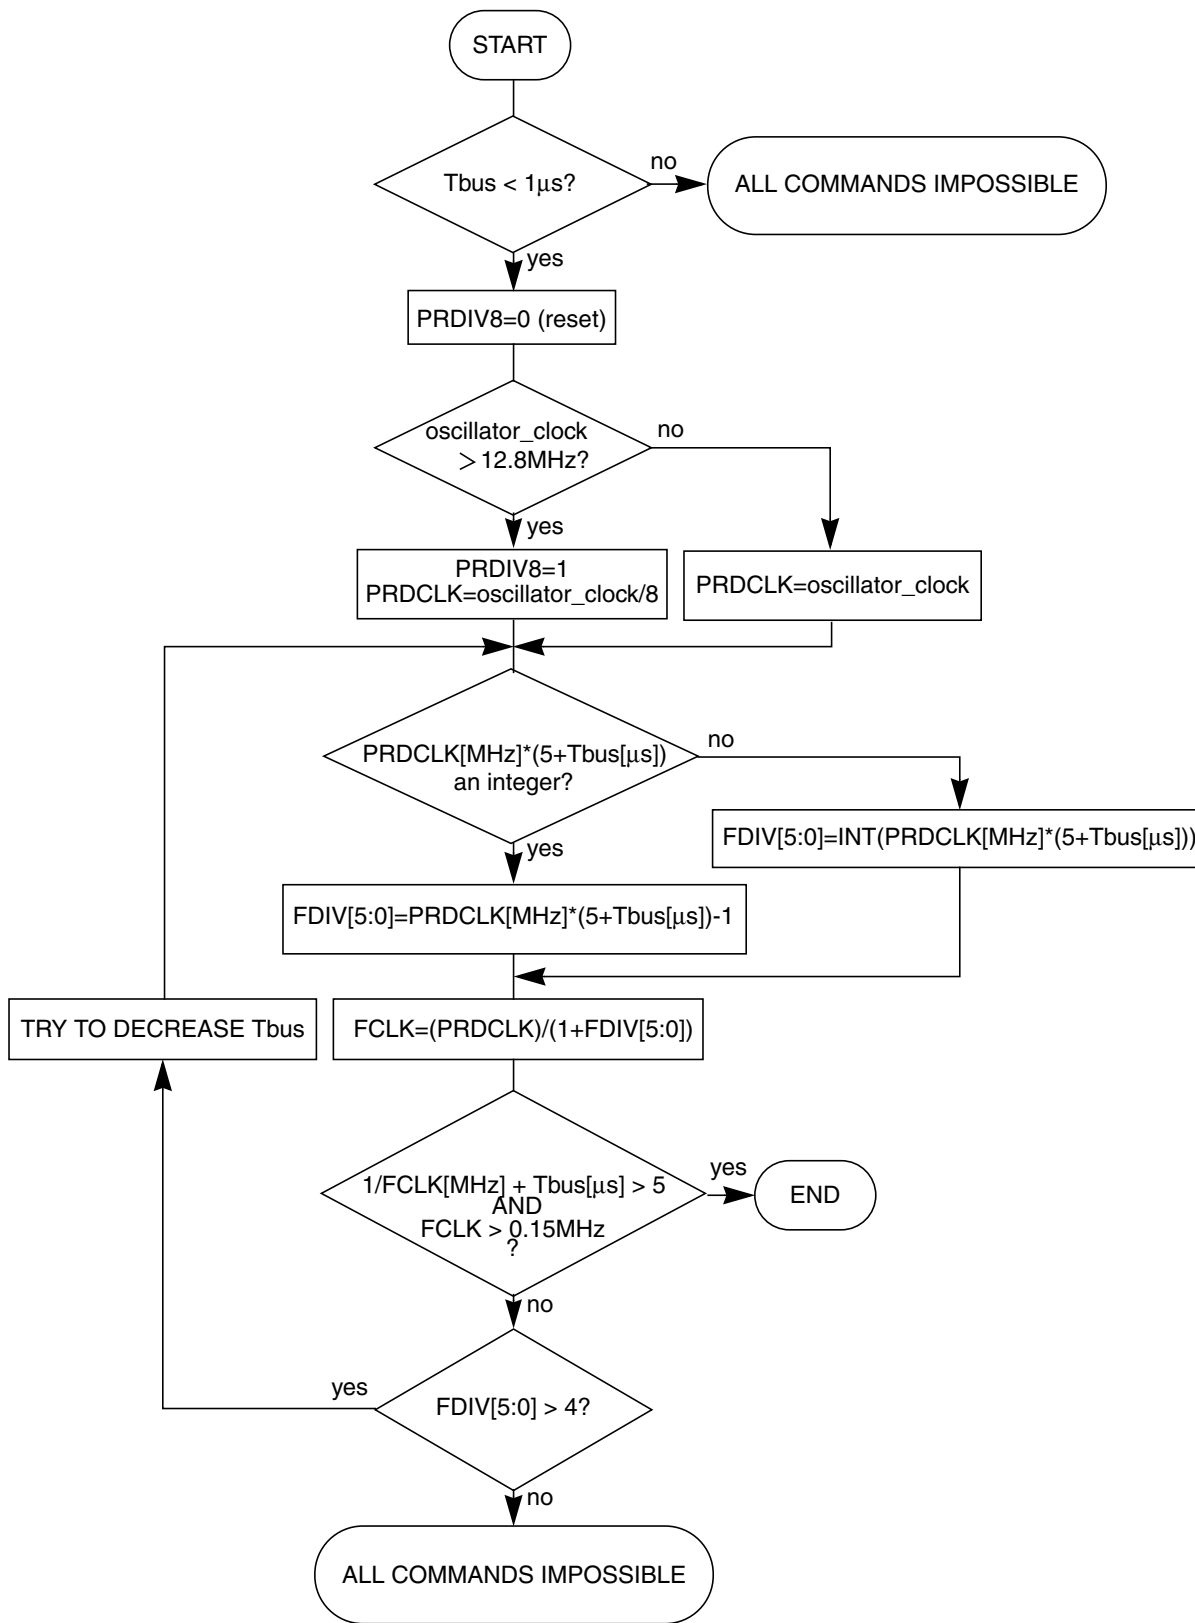 START
Tbus < 1μs?
no
ALL COMMANDS IMPOSSIBLE
yes
PRDIV8=0 (reset)
oscillator_clock
> 12.8MHz?
no
yes
PRDIV8=1
PRDCLK=oscillator_clock/8
PRDCLK=oscillator_clock
PRDCLK[MHz]*(5+Tbus[μs])
an integer?
no
yes
FDIV[5:0]=INT(PRDCLK[MHz]*(5+Tbus[μs]))
FDIV[5:0]=PRDCLK[MHz]*(5+Tbus[μs])-1
TRY TO DECREASE Tbus
FCLK=(PRDCLK)/(1+FDIV[5:0])
1/FCLK[MHz] + Tbus[μs] > 5
AND
FCLK > 0.15MHz
?
yes
END
no
yes
FDIV[5:0] > 4?
no
ALL COMMANDS IMPOSSIBLE